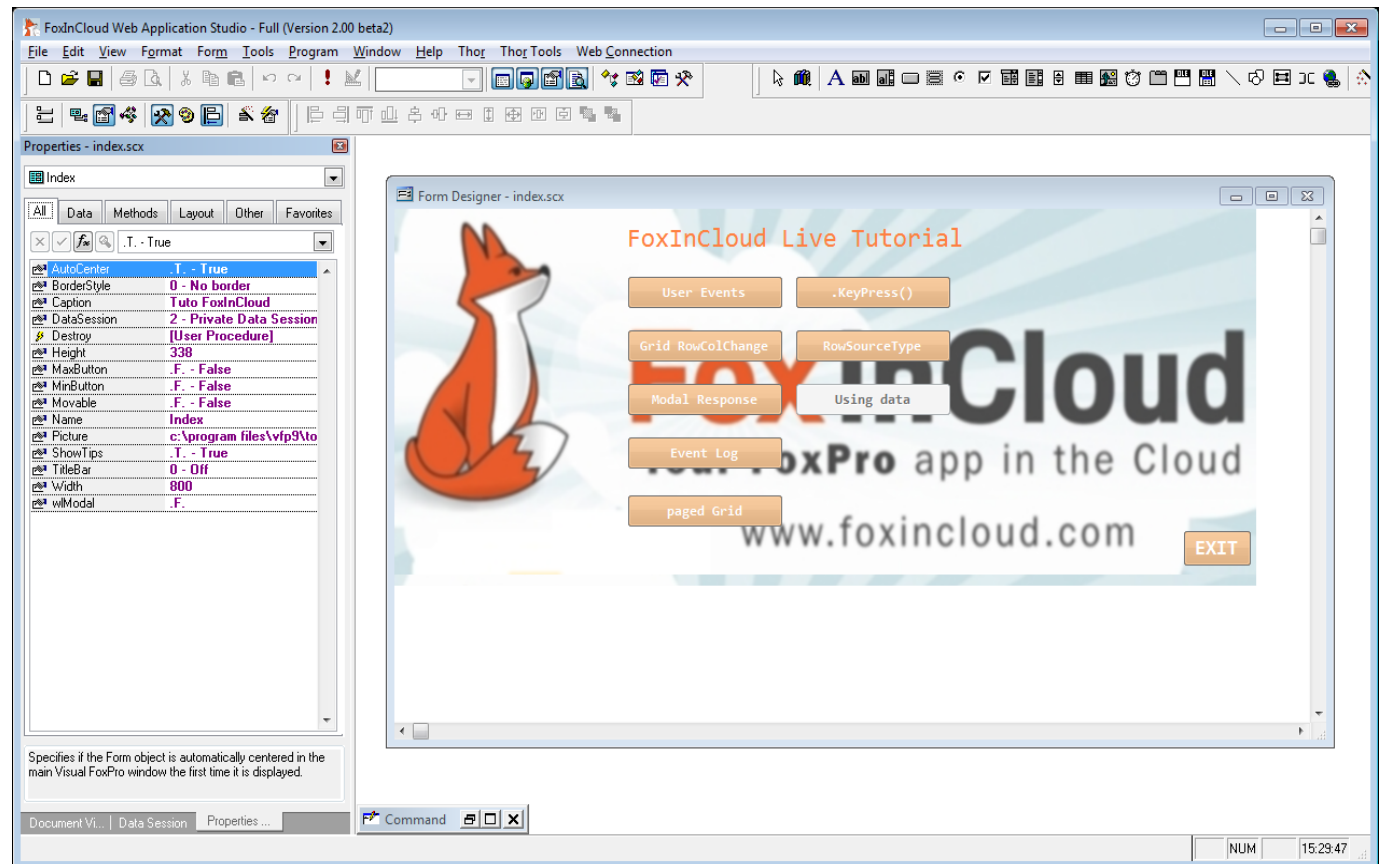 FoxInCloud Web Application Studio - Full (Version 2.00 beta2)
File Edit View Format Form Tools Program Window Help Thor Thor Tools Web Connection
Properties - index.scx
Index
All Data Methods Layout Other Favorites
.T. - True
AutoCenter .T. - True
BorderStyle 0 - No border
Caption Tuto FoxInCloud
DataSession 2 - Private Data Session
Destroy [User Procedure]
Height 338
MaxButton .F. - False
MinButton .F. - False
Movable .F. - False
Name Index
Picture c:\program files\vfp9\to
ShowTips .T. - True
TitleBar 0 - Off
Width 800
wlModal .F.
Specifies if the Form object is automatically centered in the
main Visual FoxPro window the first time it is displayed.
Document Vi... Data Session Properties ...
Form Designer - index.scx
FoxInCloud Live Tutorial
User Events .KeyPress()
Grid RowColChange RowSourceType
FoxInCloud
Modal Response Using data
Event Log
Your FoxPro app in the Cloud
paged Grid
www.foxincloud.com
EXIT
Command
NUM 15:29:47